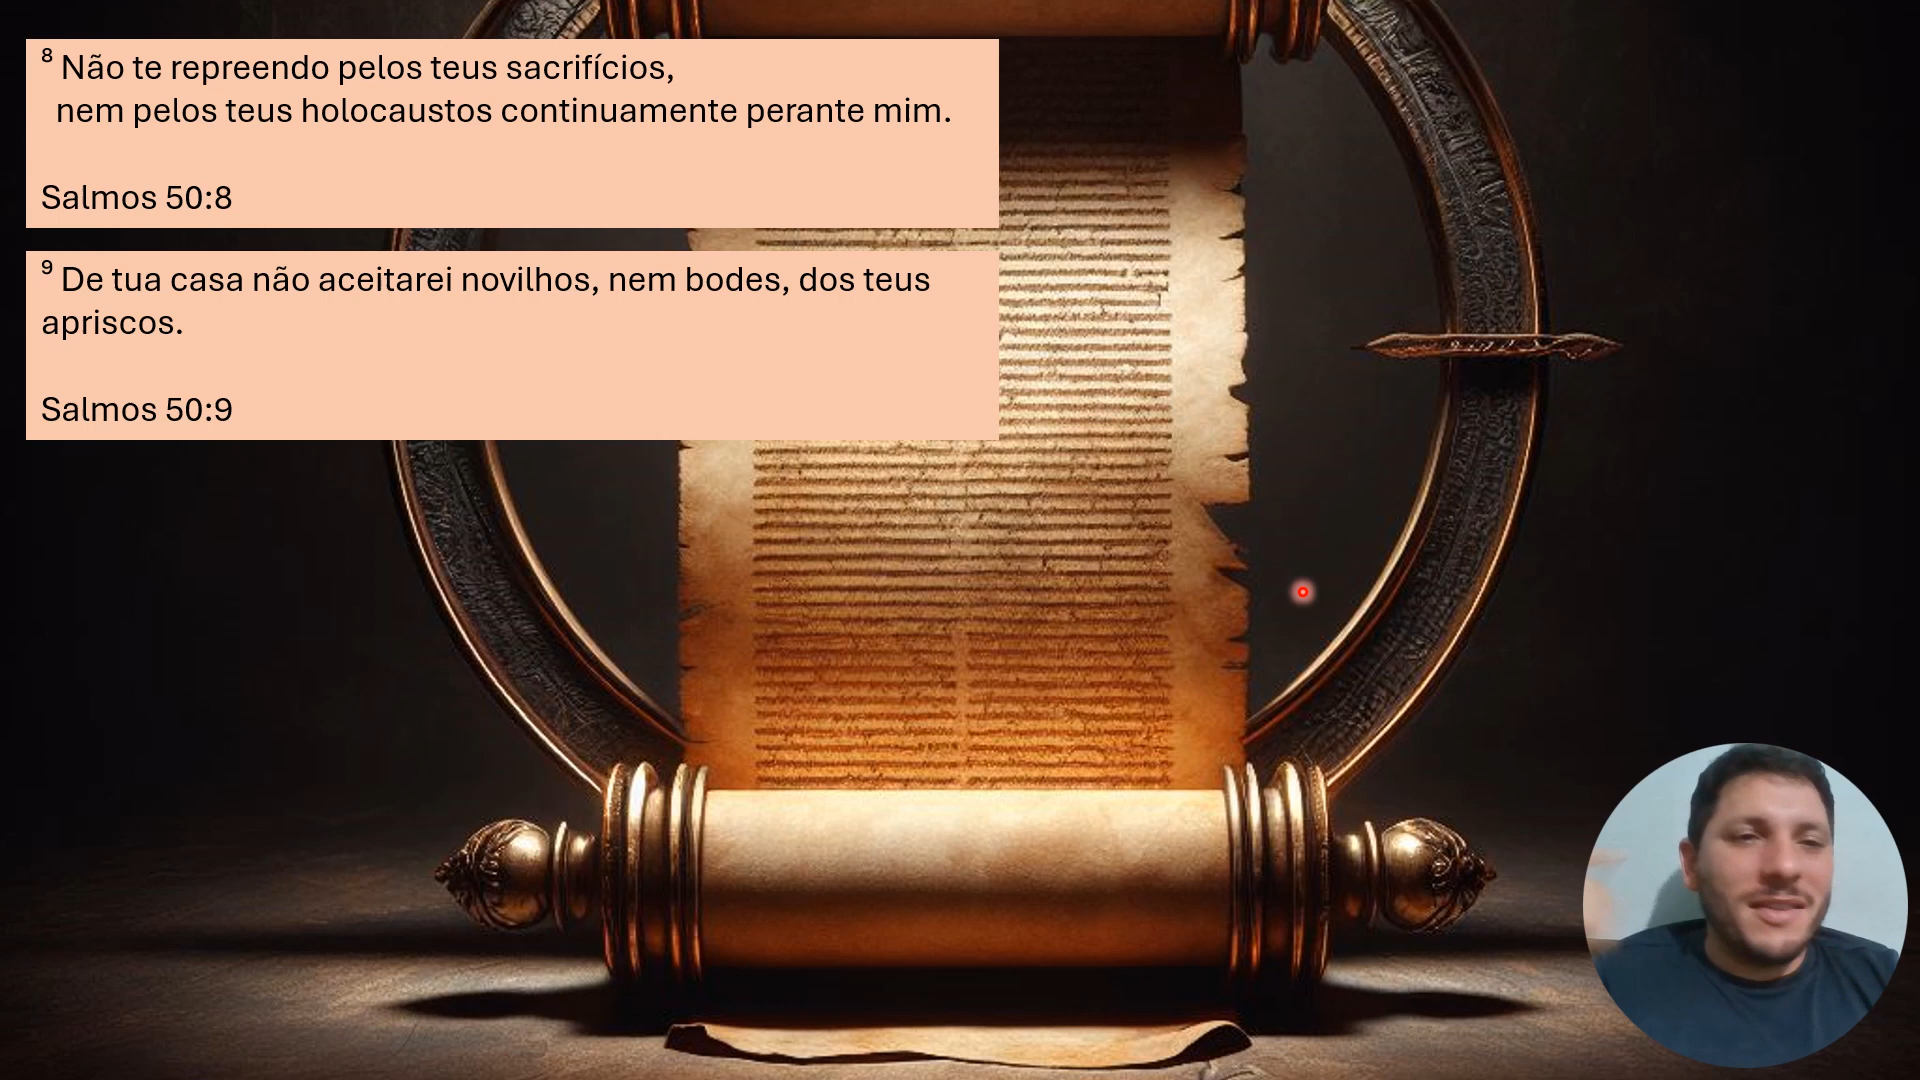 ⁸ Não te repreendo pelos teus sacrifícios,
nem pelos teus holocaustos continuamente perante mim.
Salmos 50:8
⁹ De tua casa não aceitarei novilhos, nem bodes, dos teus
apriscos.
Salmos 50:9